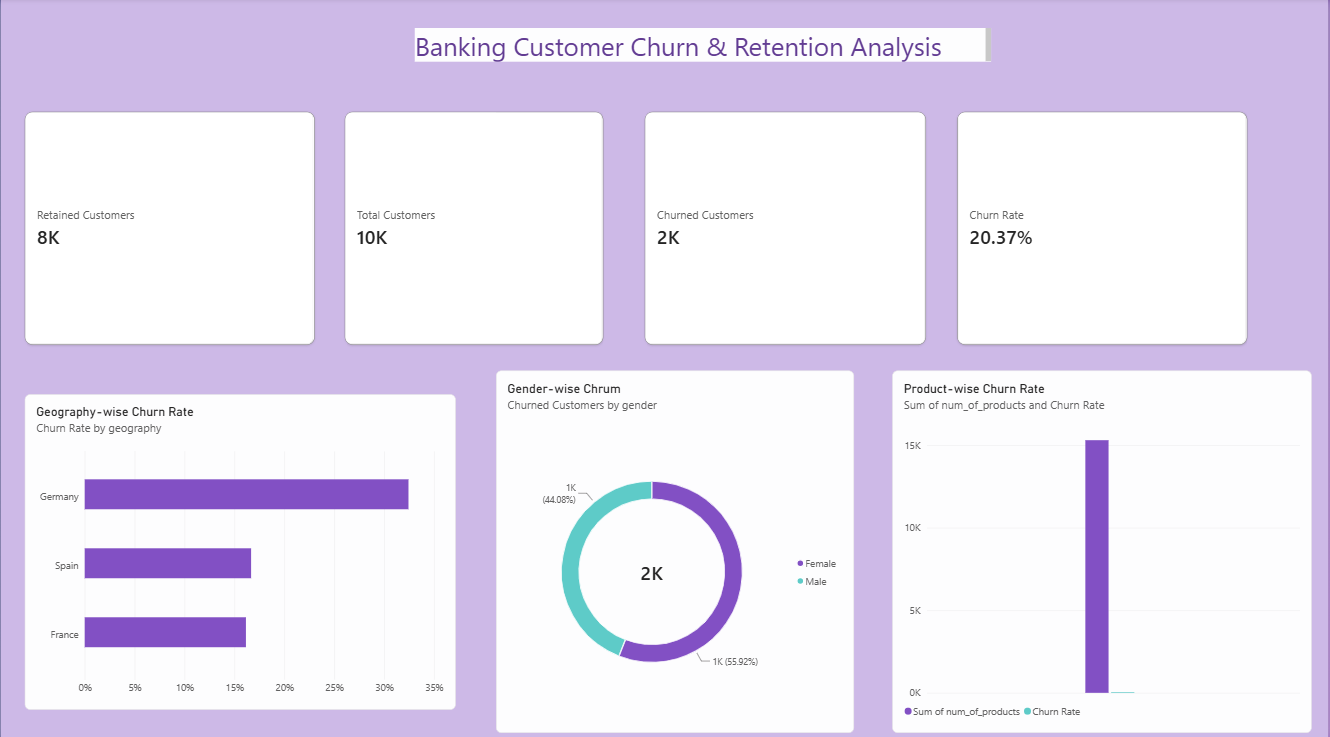 Banking Customer Churn & Retention Analysis
Retained Customers
8K
Total Customers
10K
Churned Customers
2K
Churn Rate
20.37%
Geography-wise Churn Rate
Churn Rate by geography
Germany
Spain
France
0%
5%
10%
15%
20%
25%
30%
35%
Gender-wise Chrum
Churned Customers by gender
1K
(44.08%)
2K
1K (55.92%)
Female
Male
Product-wise Churn Rate
Sum of num_of_products and Churn Rate
15K
10K
5K
0K
Sum of num_of_products
Churn Rate